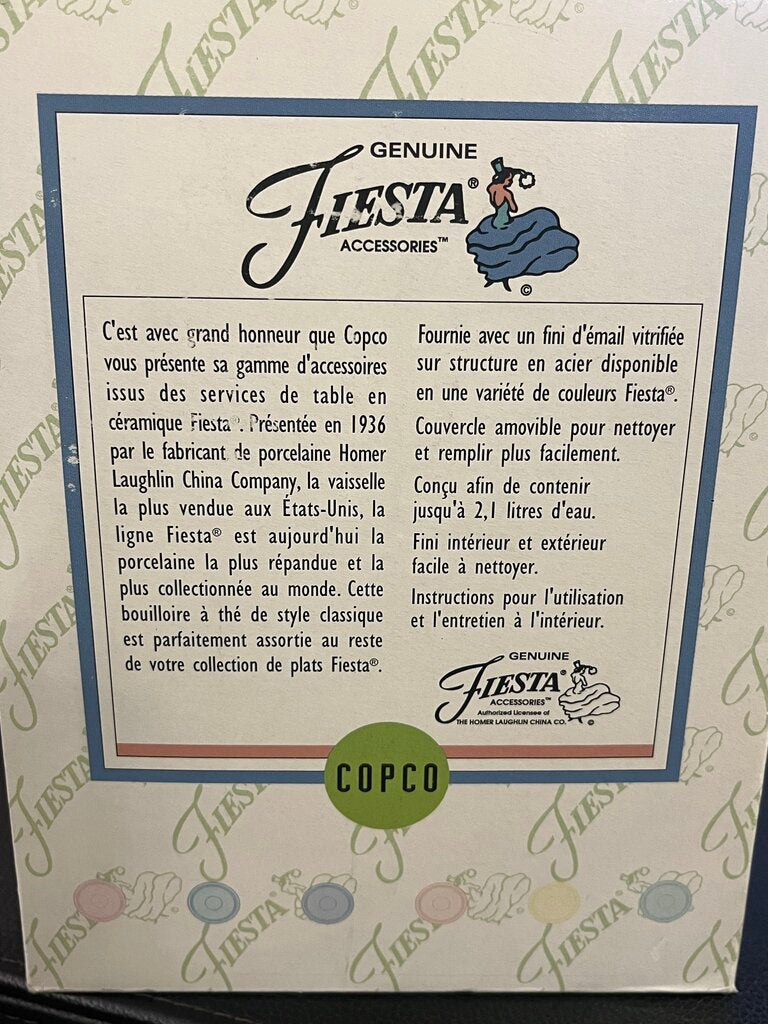 GENUINE
FIESTA®
ACCESSORIES™
©
C'est avec grand honneur que Copco
vous présente sa gamme d'accessoires
issus des services de table en
céramique Fiesta®. Présentée en 1936
par le fabricant de porcelaine Homer
Laughlin China Company, la vaisselle
la plus vendue aux États-Unis, la
ligne Fiesta® est aujourd'hui la
porcelaine la plus répandue et la
plus collectionnée au monde. Cette
bouilloire à thé de style classique
est parfaitement assortie au reste
de votre collection de plats Fiesta®.
Fournie avec un fini d'émail vitrifiée
sur structure en acier disponible
en une variété de couleurs Fiesta®.
Couvercle amovible pour nettoyer
et remplir plus facilement.
Conçu afin de contenir
jusqu'à 2,1 litres d'eau.
Fini intérieur et extérieur
facile à nettoyer.
Instructions pour l'utilisation
et l'entretien à l'intérieur.
GENUINE
FIESTA®
ACCESSORIES™
Authorized Licensee of
THE HOMER LAUGHLIN CHINA CO.
©
COPCO